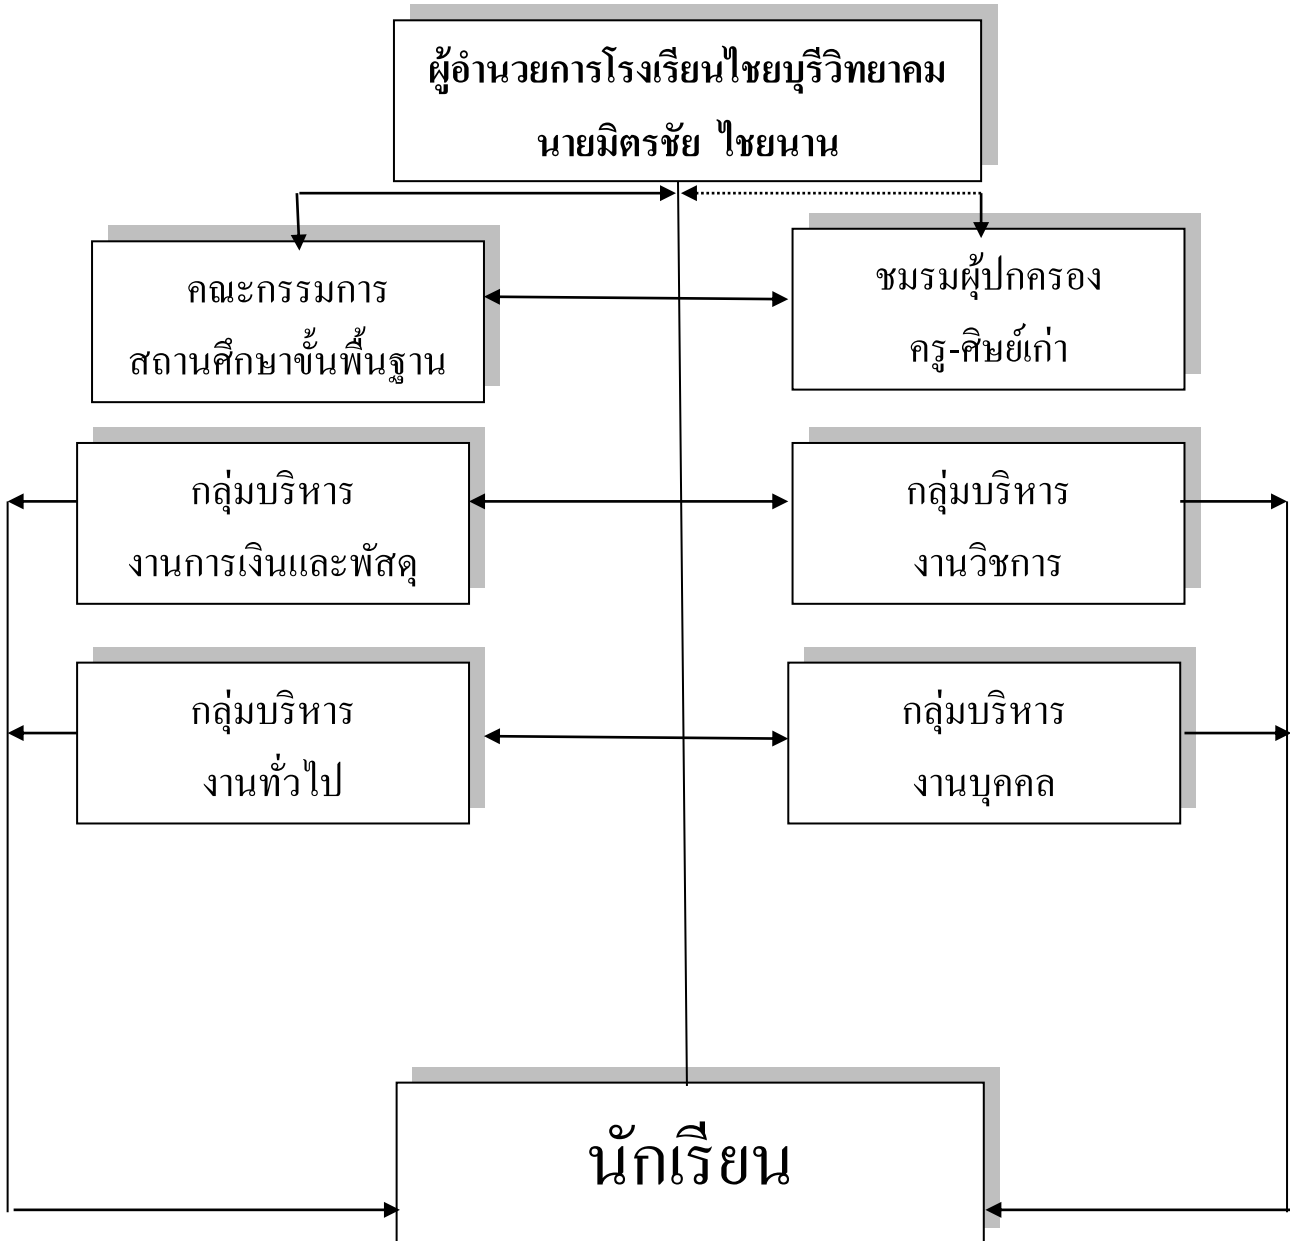 ผู้อำนวยการโรงเรียนไชยบุรีวิทยาคม
นายมิตรชัย ไชยนาน
คณะกรรมการ
สถานศึกษาขั้นพื้นฐาน
ชมรมผุ้ปกครอง
ครู-ศิษย์เก่า
กลุ่มบริหาร
งานการเงินและพัสดุ
กลุ่มบริหาร
งานวิชการ
กลุ่มบริหาร
งานทั่วไป
กลุ่มบริหาร
งานบุคคล
นักเรียน